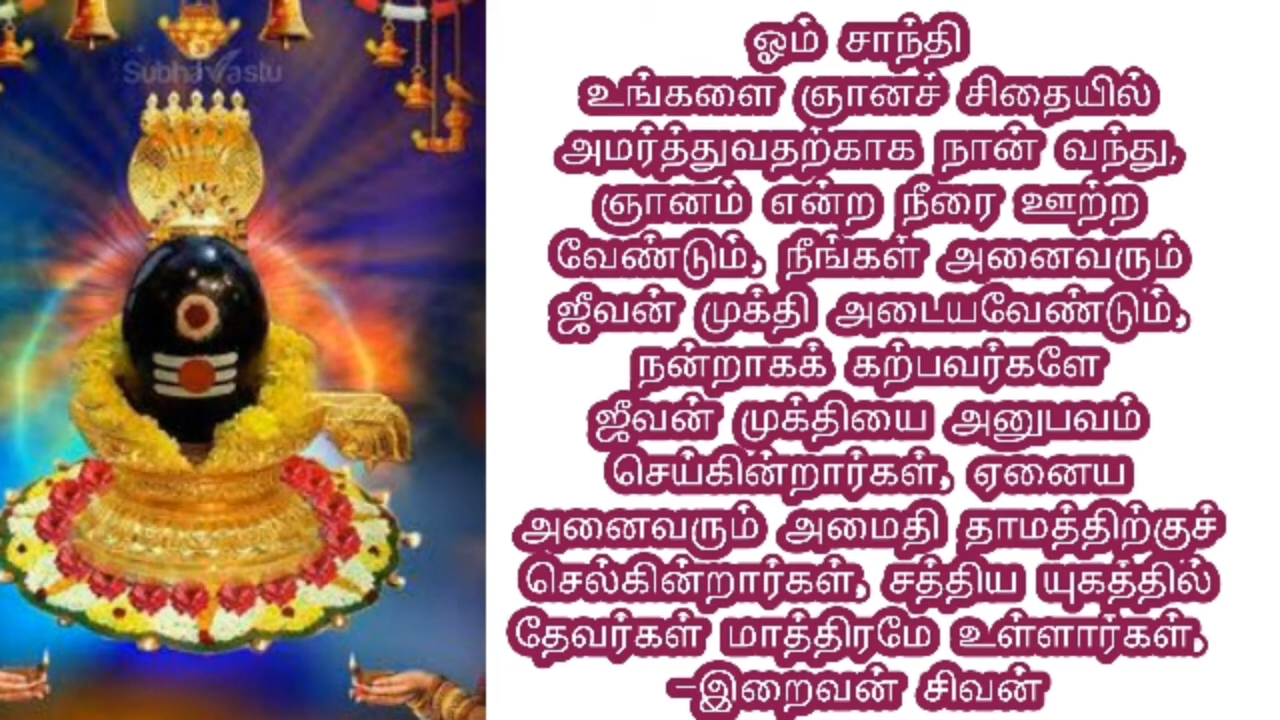 SubhaVastu
ஓம் சாந்தி
உங்களை ஞானச் சிதையில்
அமர்த்துவதற்காக நான் வந்து,
ஞானம் என்ற நீரை ஊற்ற
வேண்டும், நீங்கள் அனைவரும்
ஜீவன் முக்தி அடையவேண்டும்,
நன்றாகக் கற்பவர்களே
ஜீவன் முக்தியை அனுபவம்
செய்கின்றார்கள், ஏனைய
அனைவரும் அமைதி தாமத்திற்குச்
செல்கின்றார்கள், சத்திய யுகத்தில்
தேவர்கள் மாத்திரமே உள்ளார்கள்,
-இறைவன் சிவன்